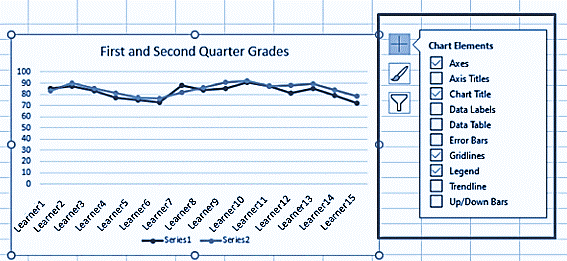 First and Second Quarter Grades
100
90
80
70
60
50
40
30
20
10
0
Learner1
Learner2
Learner3
Learner4
Learner5
Learner6
Learner7
Learner8
Learner9
Learner10
Learner11
Learner12
Learner13
Learner14
Learner15
Series1 Series2
Chart Elements
Axes
Axis Titles
Chart Title
Data Labels
Data Table
Error Bars
Gridlines
Legend
Trendline
Up/Down Bars